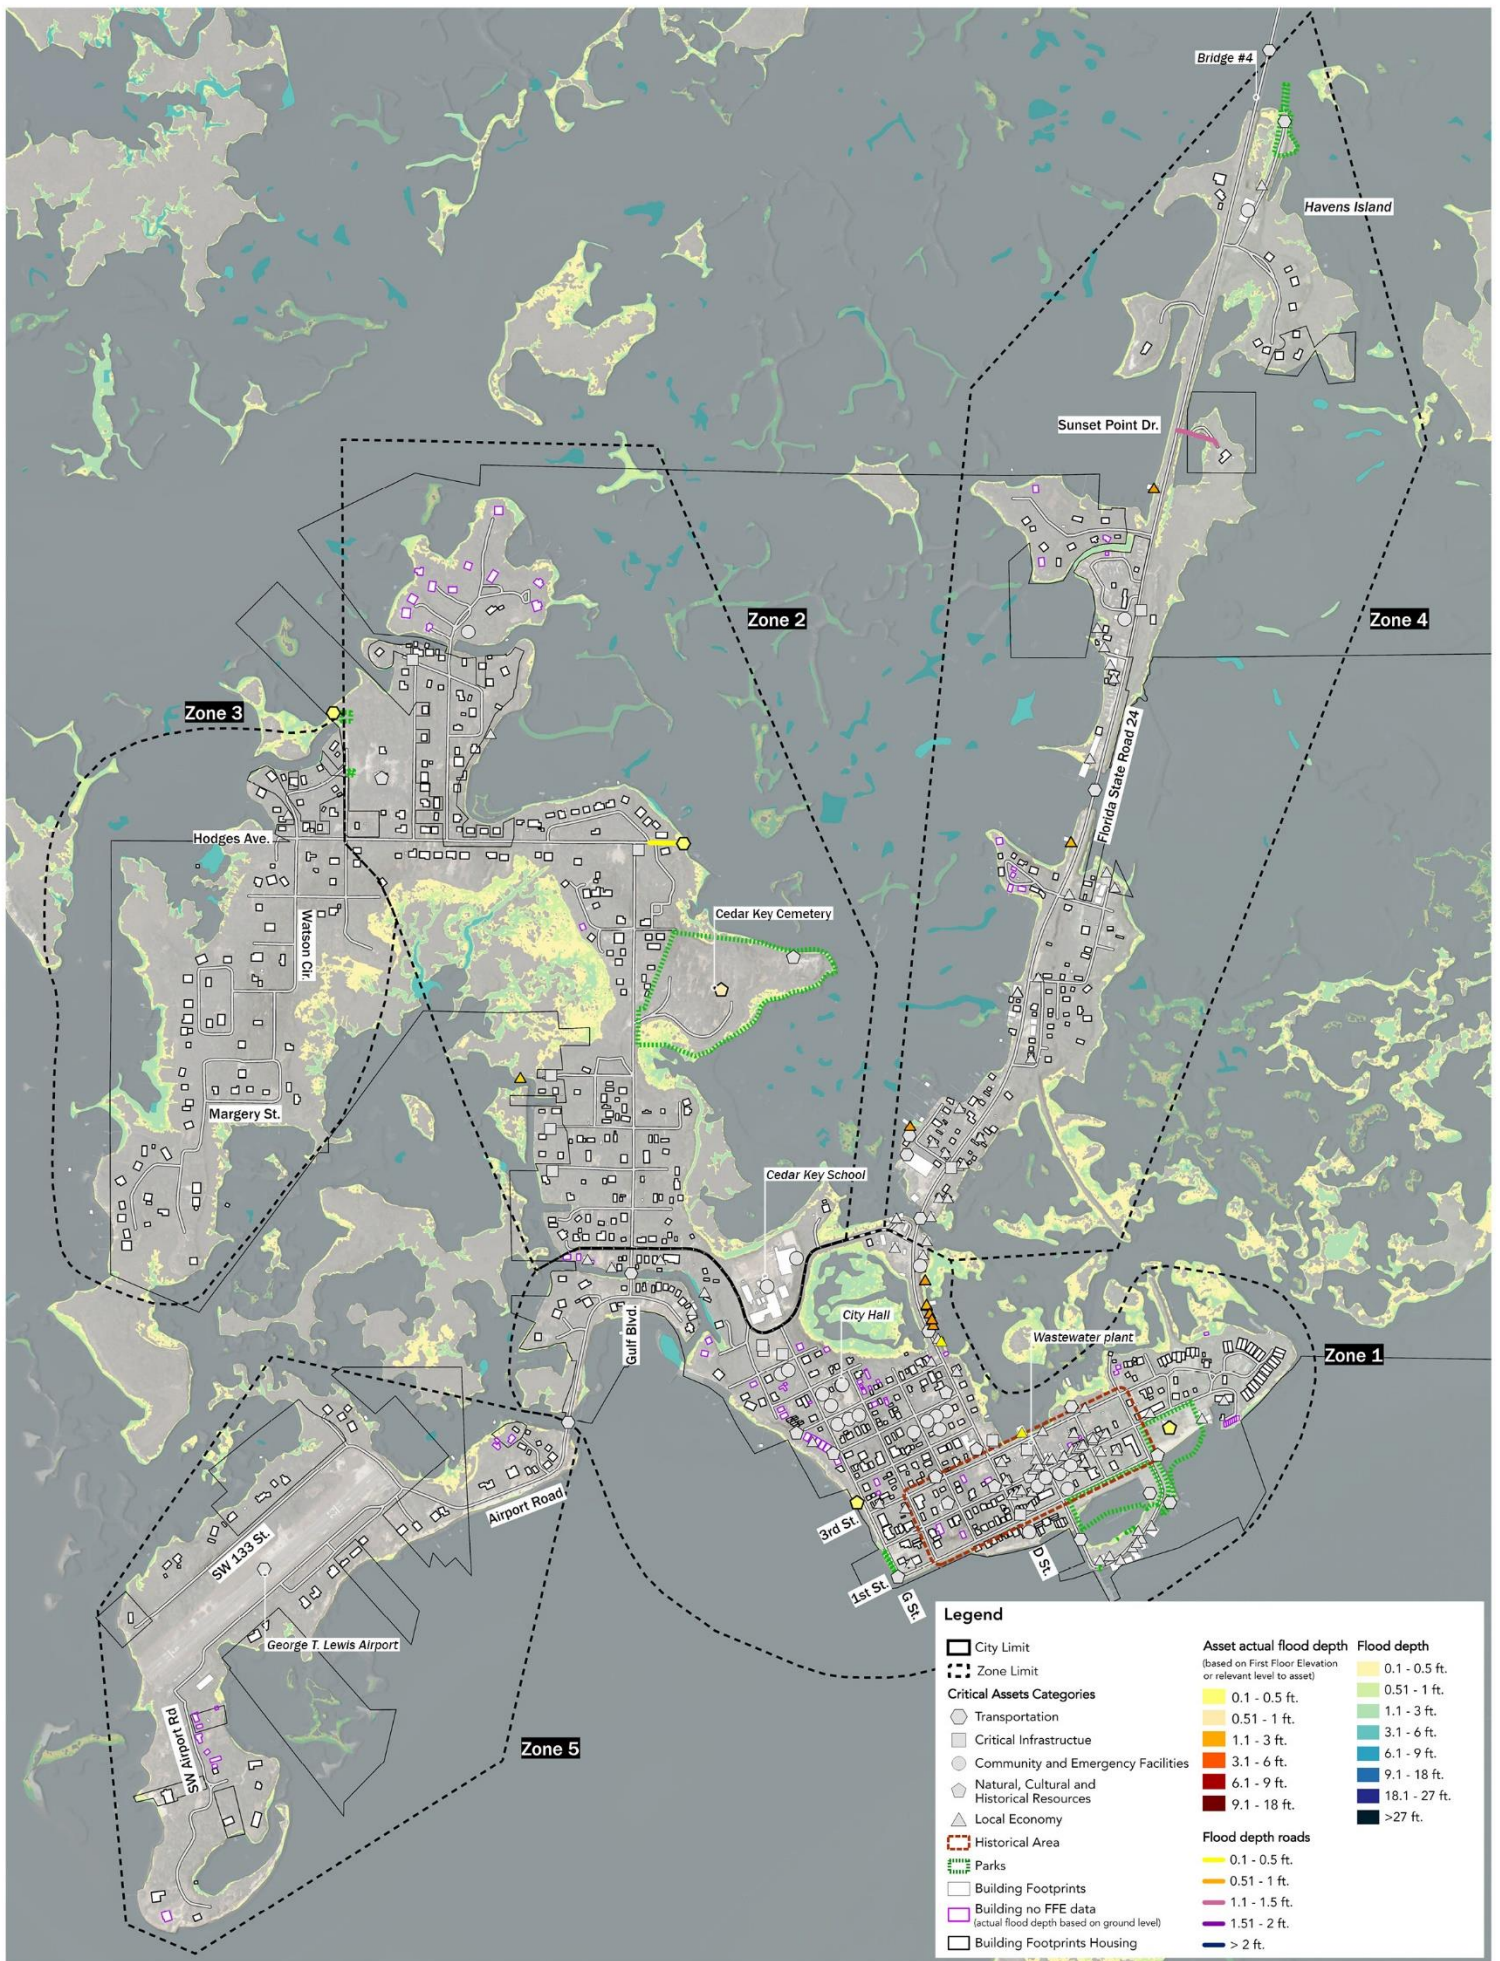 Bridge #4
Havens Island
Sunset Point Dr.
Zone 2
Zone 4
Zone 3
Florida State Road 24
Hodges Ave.
Cedar Key Cemetery
Watson Cir.
Margery St.
Cedar Key School
City Hall
Gulf Blvd.
Wastewater plant
Zone 1
Airport Road
3rd St.
SW 133 St.
D St.
1st St.
G St.
George T. Lewis Airport
SW Airport Rd
Zone 5
Legend
City Limit
Zone Limit
Critical Assets Categories
Transportation
Critical Infrastructue
Community and Emergency Facilities
Natural, Cultural and
Historical Resources
Local Economy
Historical Area
Parks
Building Footprints
Building no FFE data
(actual flood depth based on ground level)
Building Footprints Housing
Asset actual flood depth
(based on First Floor Elevation
or relevant level to asset)
0.1 - 0.5 ft.
0.51 - 1 ft.
1.1 - 3 ft.
3.1 - 6 ft.
6.1 - 9 ft.
9.1 - 18 ft.
Flood depth roads
0.1 - 0.5 ft.
0.51 - 1 ft.
1.1 - 1.5 ft.
1.51 - 2 ft.
> 2 ft.
Flood depth
0.1 - 0.5 ft.
0.51 - 1 ft.
1.1 - 3 ft.
3.1 - 6 ft.
6.1 - 9 ft.
9.1 - 18 ft.
18.1 - 27 ft.
>27 ft.